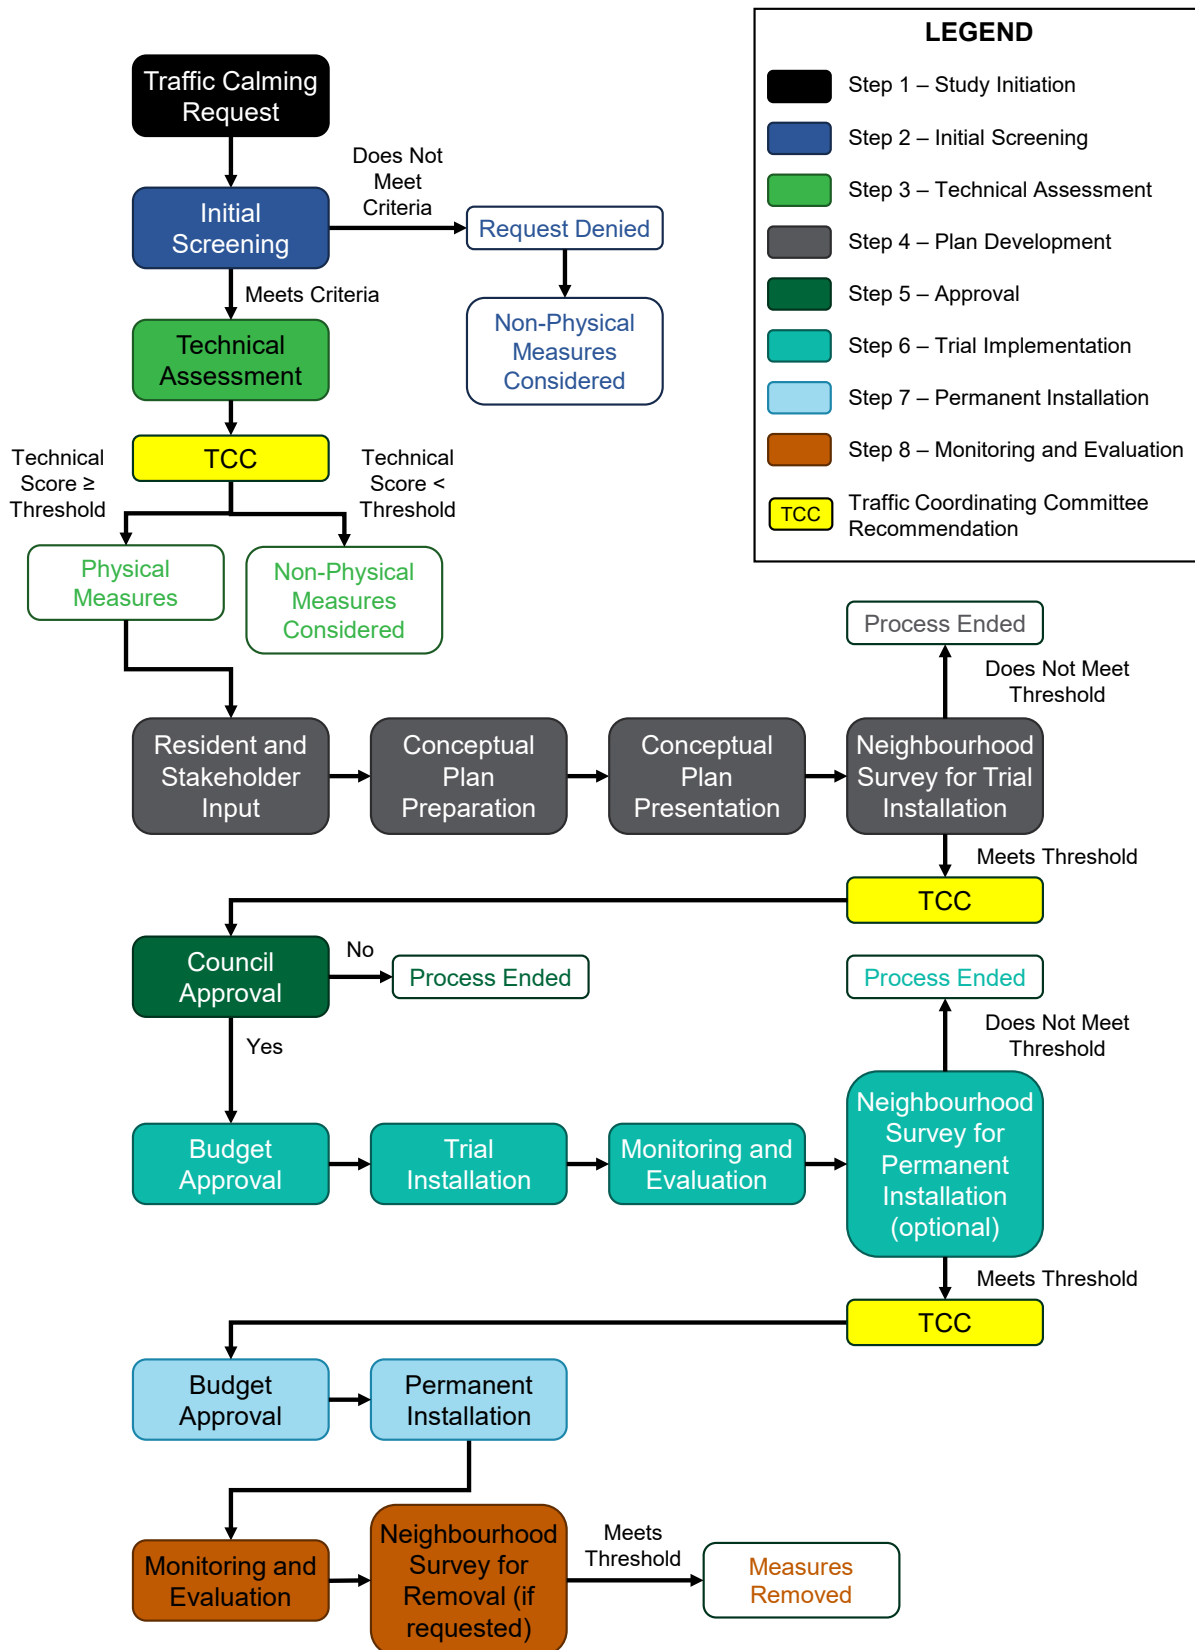 LEGEND
Step 1 – Study Initiation
Step 2 – Initial Screening
Step 3 – Technical Assessment
Step 4 – Plan Development
Step 5 – Approval
Step 6 – Trial Implementation
Step 7 – Permanent Installation
Step 8 – Monitoring and Evaluation
TCC
Traffic Coordinating Committee
Recommendation
Traffic Calming
Request
Does Not
Meet
Criteria
Initial
Screening
Request Denied
Meets Criteria
Non-Physical
Measures
Considered
Technical
Assessment
TCC
Technical
Score ≥
Threshold
Technical
Score <
Threshold
Physical
Measures
Non-Physical
Measures
Considered
Process Ended
Does Not Meet
Threshold
Resident and
Stakeholder
Input
Conceptual
Plan
Preparation
Conceptual
Plan
Presentation
Neighbourhood
Survey for Trial
Installation
Meets Threshold
TCC
Council
Approval
No
Process Ended
Yes
Process Ended
Does Not Meet
Threshold
Budget
Approval
Trial
Installation
Monitoring and
Evaluation
Neighbourhood
Survey for
Permanent
Installation
(optional)
Meets Threshold
TCC
Budget
Approval
Permanent
Installation
Monitoring and
Evaluation
Neighbourhood
Survey for
Removal (if
requested)
Meets
Threshold
Measures
Removed